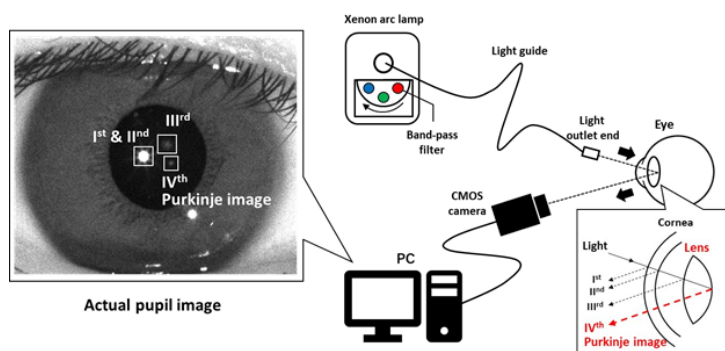 Xenon arc lamp
Light guide
Band-pass
filter
Light
outlet end
Eye
CMOS
camera
PC
Cornea
Light
Lens
Iˢᵗ
IIⁿᵈ
IIIʳᵈ
IVᵗʰ
Purkinje image
Iˢᵗ & IIⁿᵈ
IIIʳᵈ
IVᵗʰ
Purkinje image
Actual pupil image